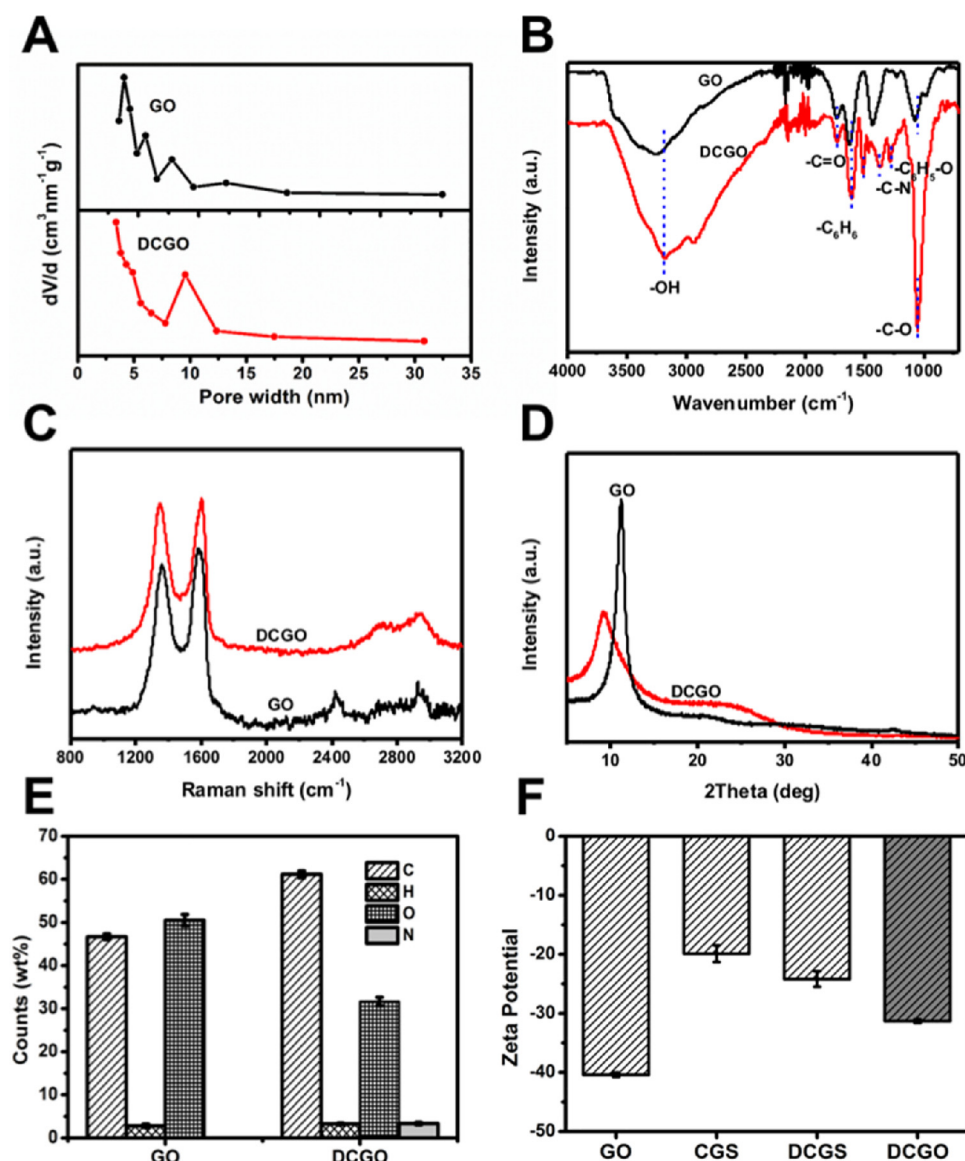 A
GO
DCGO
dV/d (cm³nm⁻¹g⁻¹)
0 5 10 15 20 25 30 35
Pore width (nm)
B
GO
DCGO
-C=O
-C₆H₅-O
-C-N
-C₆H₆
-OH
-C-O
Intensity (a.u.)
4000 3500 3000 2500 2000 1500 1000
Wavenumber (cm⁻¹)
C
DCGO
GO
Intensity (a.u.)
800 1200 1600 2000 2400 2800 3200
Raman shift (cm⁻¹)
D
GO
DCGO
Intensity (a.u.)
10 20 30 40 50
2Theta (deg)
E
70
60
50
40
30
20
10
0
Counts (wt%)
C
H
O
N
GO DCGO
F
0
-10
-20
-30
-40
-50
Zeta Potential
GO CGS DCGS DCGO